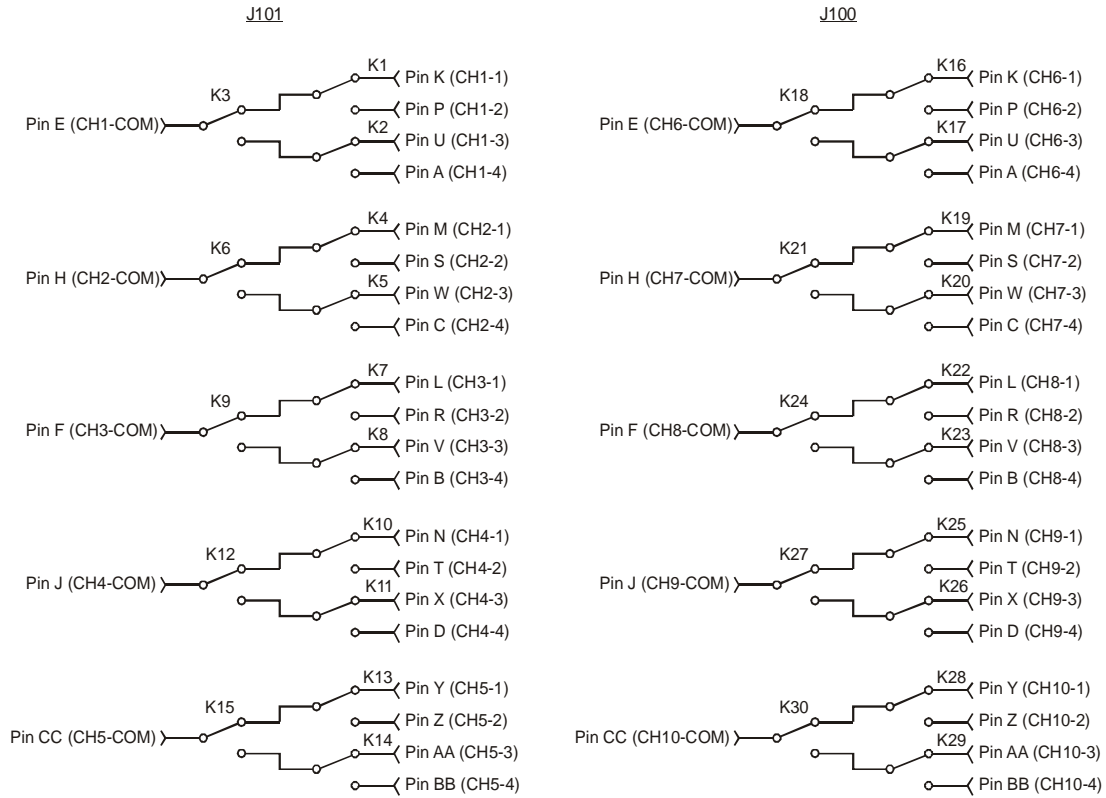 J101
K1
Pin K (CH1-1)
K3
Pin P (CH1-2)
Pin E (CH1-COM)
K2
Pin U (CH1-3)
Pin A (CH1-4)
K4
Pin M (CH2-1)
K6
Pin S (CH2-2)
Pin H (CH2-COM)
K5
Pin W (CH2-3)
Pin C (CH2-4)
K7
Pin L (CH3-1)
K9
Pin R (CH3-2)
Pin F (CH3-COM)
K8
Pin V (CH3-3)
Pin B (CH3-4)
K10
Pin N (CH4-1)
K12
Pin T (CH4-2)
Pin J (CH4-COM)
K11
Pin X (CH4-3)
Pin D (CH4-4)
K13
Pin Y (CH5-1)
K15
Pin Z (CH5-2)
Pin CC (CH5-COM)
K14
Pin AA (CH5-3)
Pin BB (CH5-4)
J100
K16
Pin K (CH6-1)
K18
Pin P (CH6-2)
Pin E (CH6-COM)
K17
Pin U (CH6-3)
Pin A (CH6-4)
K19
Pin M (CH7-1)
K21
Pin S (CH7-2)
Pin H (CH7-COM)
K20
Pin W (CH7-3)
Pin C (CH7-4)
K22
Pin L (CH8-1)
K24
Pin R (CH8-2)
Pin F (CH8-COM)
K23
Pin V (CH8-3)
Pin B (CH8-4)
K25
Pin N (CH9-1)
K27
Pin T (CH9-2)
Pin J (CH9-COM)
K26
Pin X (CH9-3)
Pin D (CH9-4)
K28
Pin Y (CH10-1)
K30
Pin Z (CH10-2)
Pin CC (CH10-COM)
K29
Pin AA (CH10-3)
Pin BB (CH10-4)